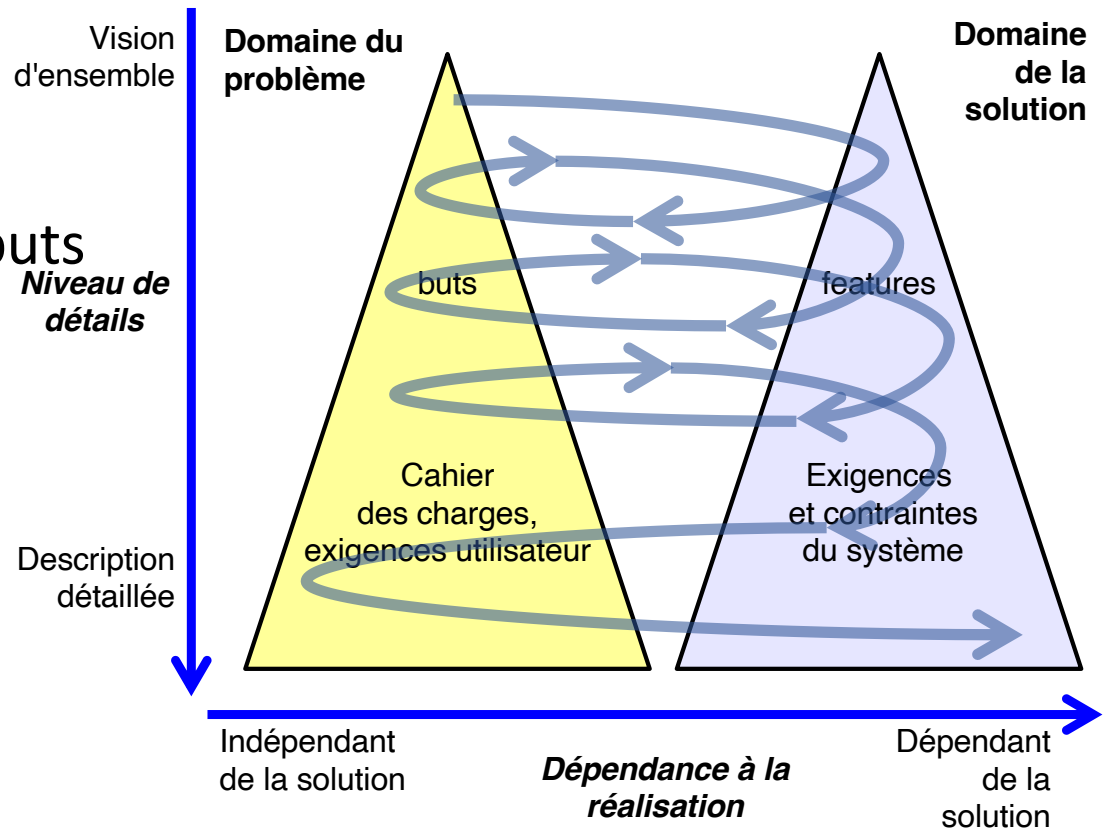 Vision
d'ensemble
Domaine du
problème
Domaine
de la
solution
Niveau de
détails
buts
features
Cahier
des charges,
exigences utilisateur
Exigences
et contraintes
du système
Description
détaillée
Indépendant
de la solution
Dépendance à la
réalisation
Dépendant
de la
solution